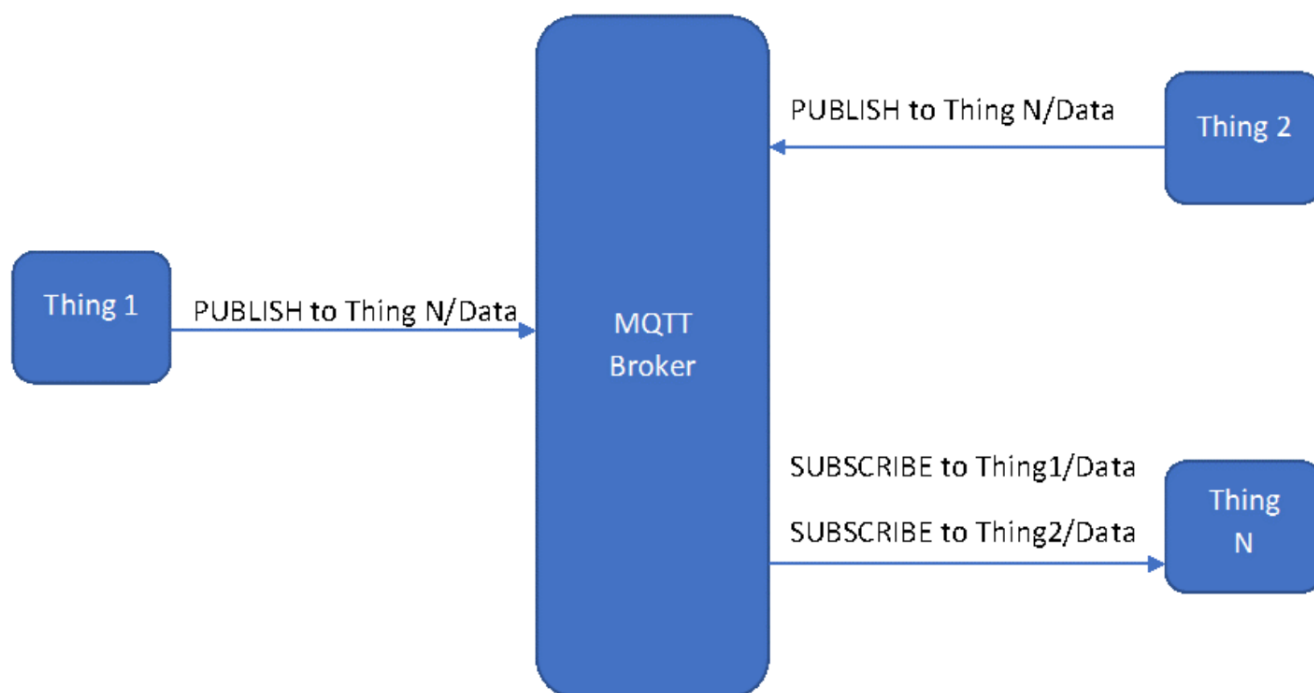 PUBLISH to Thing N/Data
Thing 2
Thing 1
PUBLISH to Thing N/Data
MQTT
Broker
SUBSCRIBE to Thing1/Data
SUBSCRIBE to Thing2/Data
Thing
N